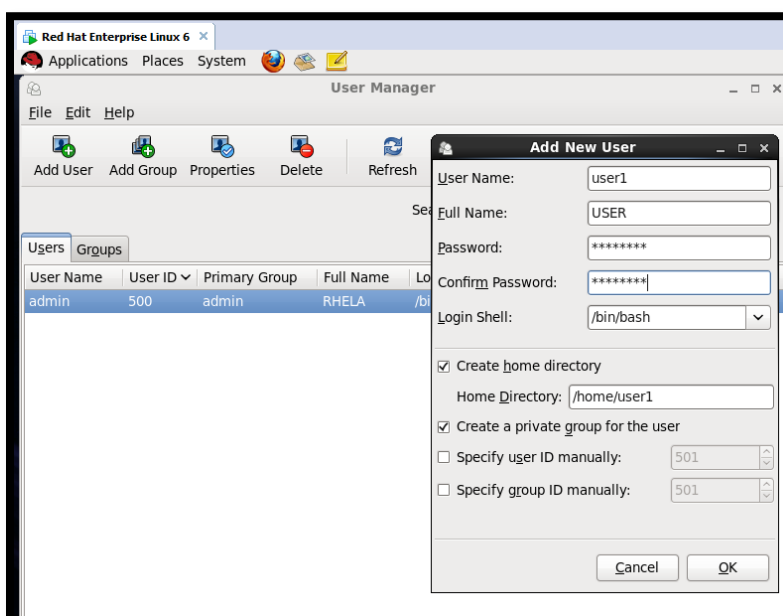 Red Hat Enterprise Linux 6
Applications Places System
User Manager
File Edit Help
Add User Add Group Properties Delete Refresh
Users Groups
User Name User ID Primary Group Full Name
admin 500 admin RHELA
Add New User
User Name: user1
Full Name: USER
Password: ********
Confirm Password: ********
Login Shell: /bin/bash
Create home directory
Home Directory: /home/user1
Create a private group for the user
Specify user ID manually: 501
Specify group ID manually: 501
Cancel OK